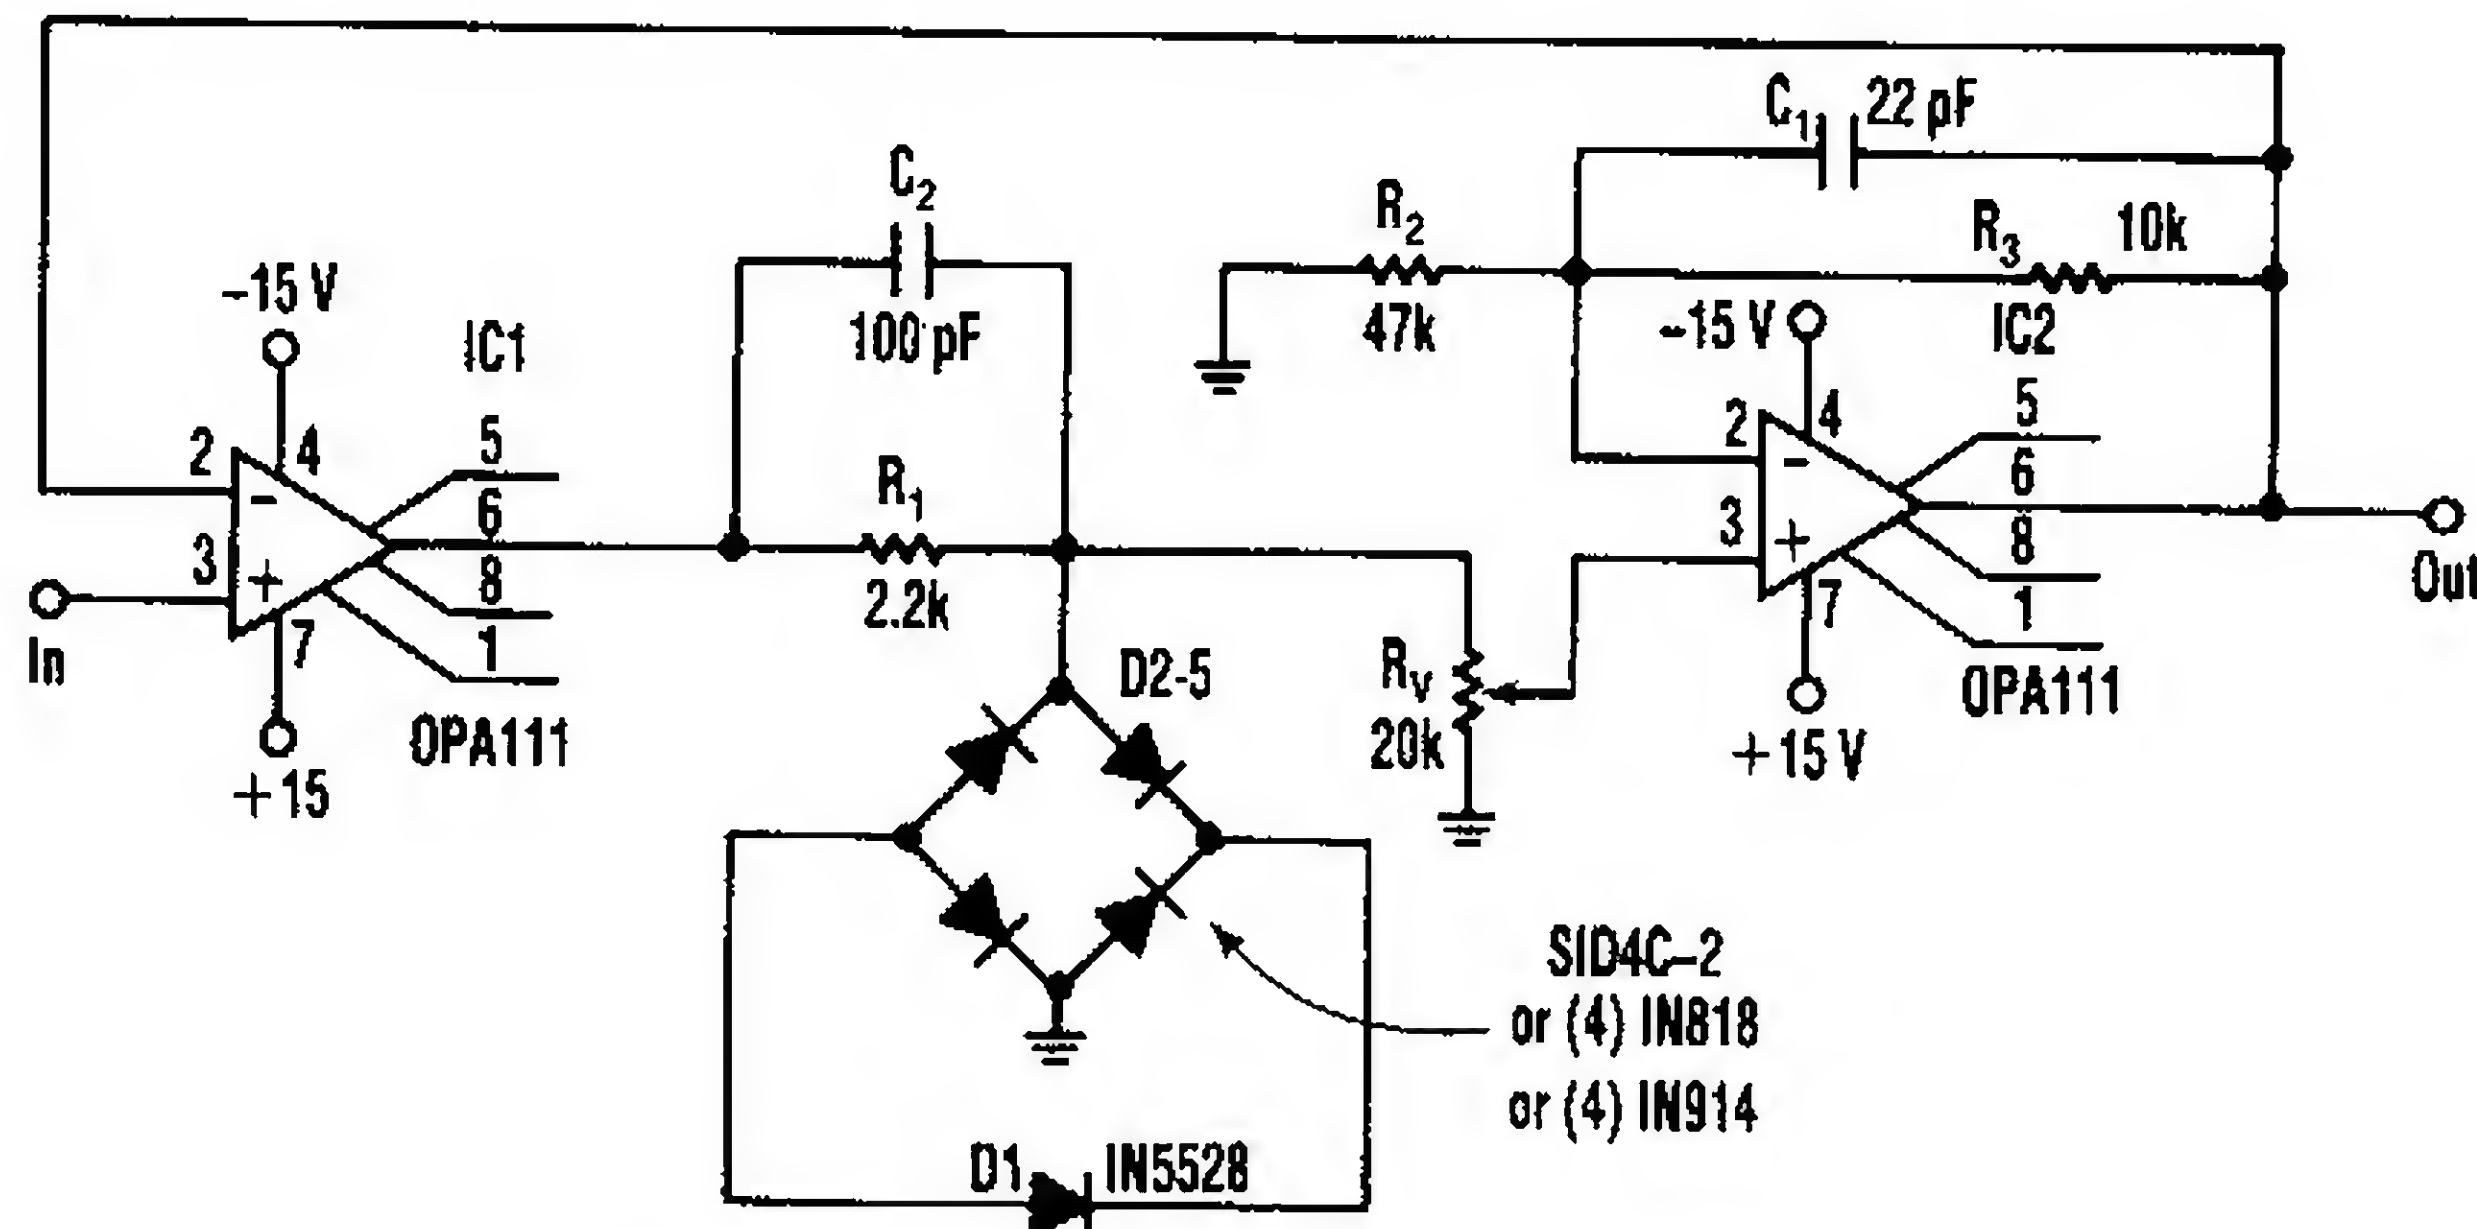 C1 22 pF
C2
R2
R3 10k
-15 V
100 pF
47k
-15 V
IC2
IC1
2
4
5
6
3
8
7
1
R1
2.2k
2
4
5
6
3
8
7
1
In
Out
OPA111
+15
D2-5
Rv
20k
OPA111
+15 V
SID4C-2
or (4) IN818
or (4) IN914
D1 IN5528